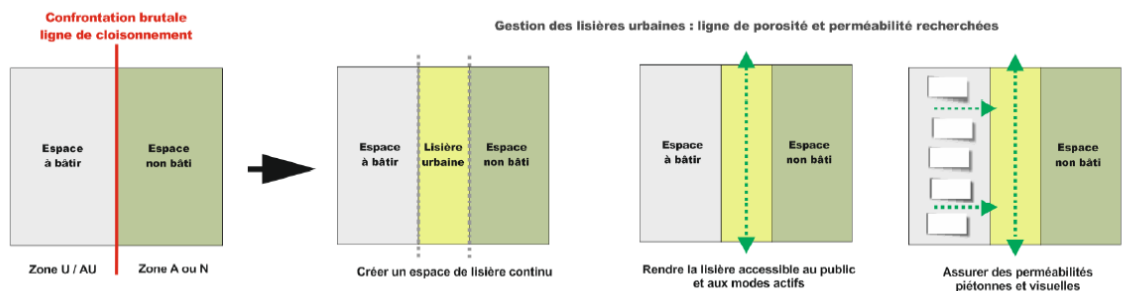 Confrontation brutale
ligne de cloisonnement
Gestion des lisières urbaines : ligne de porosité et perméabilité recherchées
Espace
à bâtir
Espace
non bâti
Zone U / AU
Zone A ou N
Espace
à bâtir
Lisière
urbaine
Espace
non bâti
Créer un espace de lisière continu
Espace
à bâtir
Espace
non bâti
Rendre la lisière accessible au public
et aux modes actifs
Espace
non bâti
Assurer des perméabilités
piétonnes et visuelles